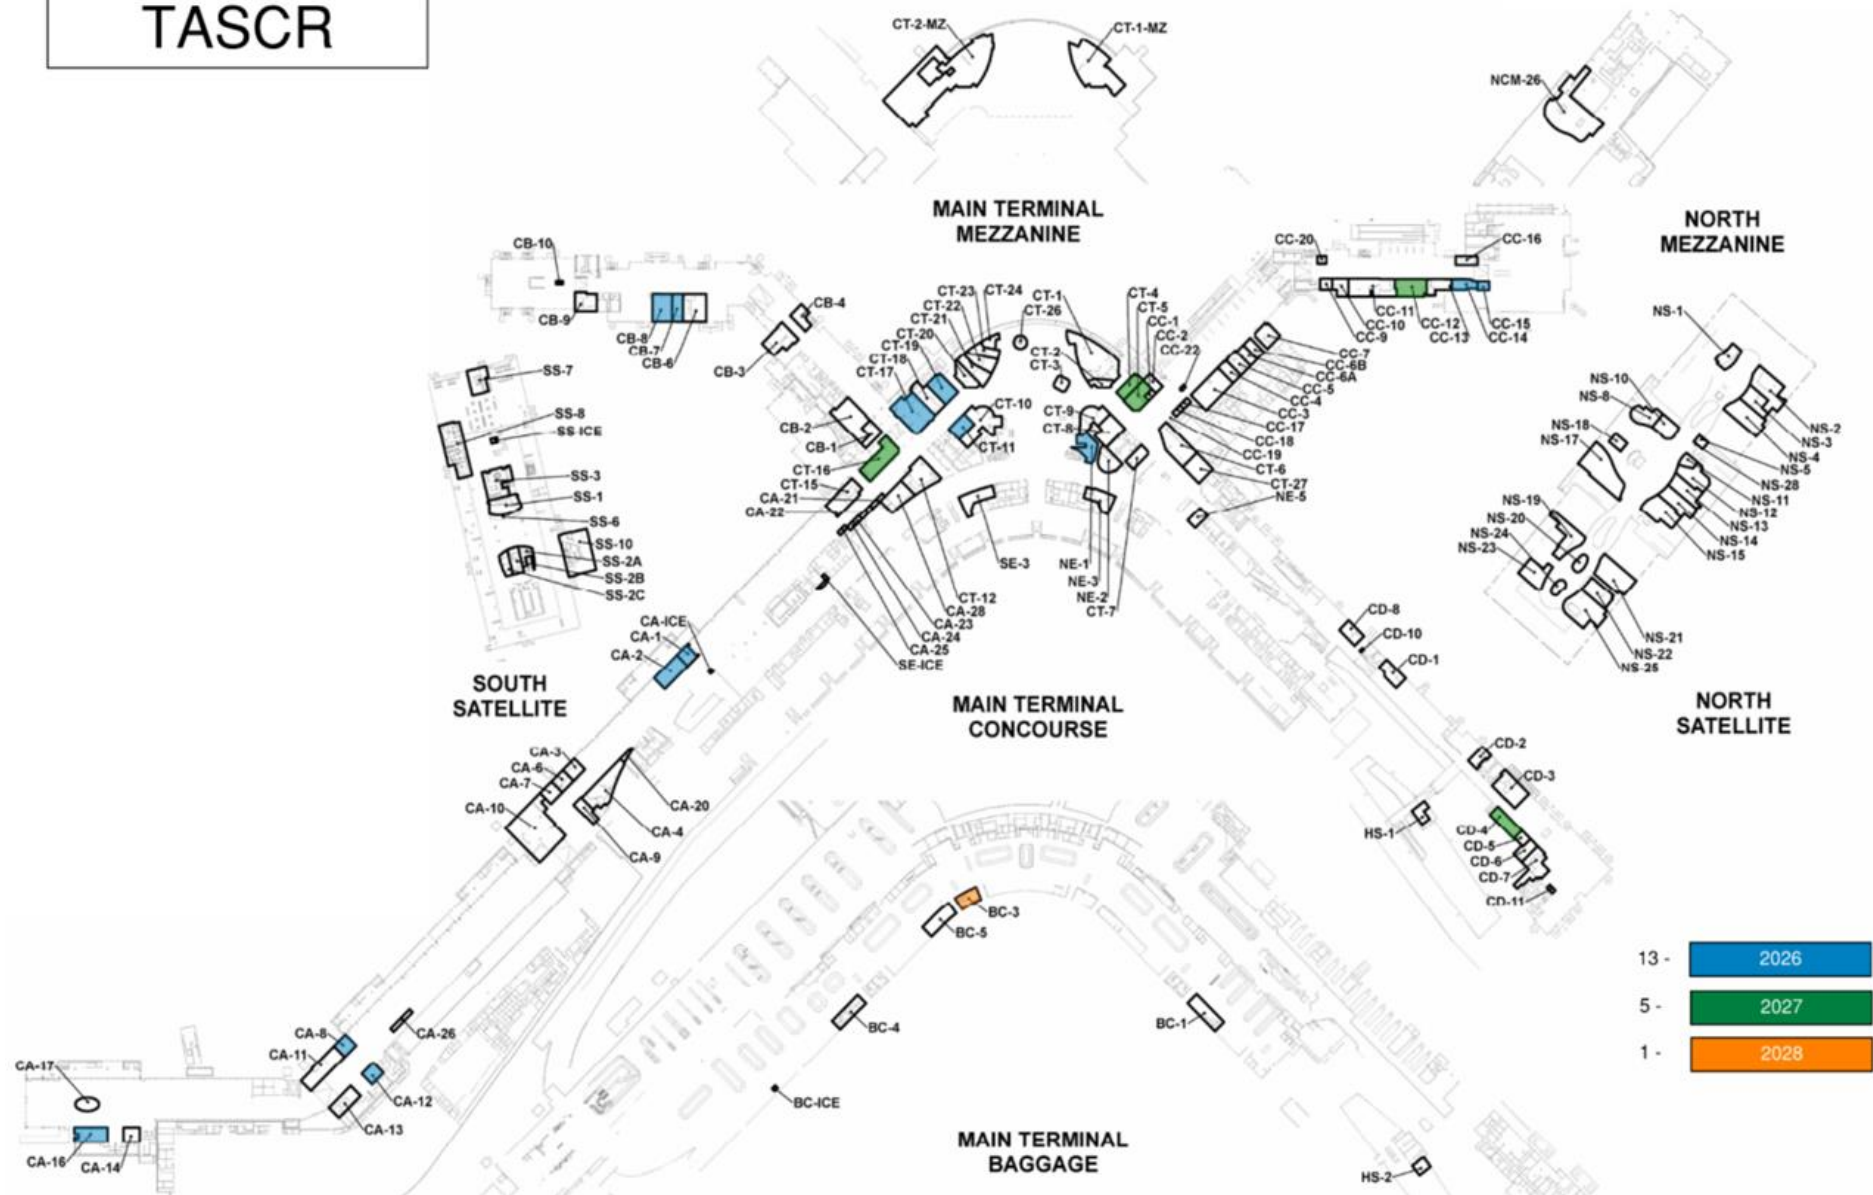 TASCR
CT-2-MZ
CT-1-MZ
NCM-26
MAIN TERMINAL
MEZZANINE
NORTH
MEZZANINE
CB-10
CB-9
CB-8
CB-7
CB-6
CB-4
CB-3
CB-2
CB-1
CT-24
CT-23
CT-22
CT-21
CT-20
CT-19
CT-18
CT-17
CT-16
CT-15
CA-21
CA-22
CT-1
CT-26
CT-2
CT-3
CT-4
CT-5
CC-1
CC-2
CC-22
CT-10
CT-11
CT-9
CT-8
CC-20
CC-16
CC-15
CC-14
CC-13
CC-12
CC-11
CC-10
CC-9
CC-7
CC-6B
CC-6A
CC-5
CC-4
CC-3
CC-17
CC-18
CC-19
CT-6
CT-27
NE-5
NS-1
NS-10
NS-8
NS-18
NS-17
NS-2
NS-3
NS-4
NS-5
NS-28
NS-11
NS-12
NS-13
NS-14
NS-15
NS-19
NS-20
NS-24
NS-23
NS-21
NS-22
NS-25
SS-7
SS-8
SS-ICE
SS-3
SS-1
SS-6
SS-10
SS-2A
SS-2B
SS-2C
SOUTH
SATELLITE
CA-ICE
CA-1
CA-2
SE-3
CT-12
CA-28
CA-23
CA-24
CA-25
SE-ICE
NE-1
NE-3
NE-2
CT-7
MAIN TERMINAL
CONCOURSE
NORTH
SATELLITE
CD-8
CD-10
CD-1
CD-2
CD-3
HS-1
CD-4
CD-5
CD-6
CD-7
CD-11
CA-3
CA-6
CA-7
CA-10
CA-20
CA-4
CA-9
BC-3
BC-5
BC-4
BC-1
BC-ICE
CA-8
CA-11
CA-26
CA-12
CA-13
CA-17
CA-16
CA-14
MAIN TERMINAL
BAGGAGE
HS-2
13 - 2026
5 - 2027
1 - 2028